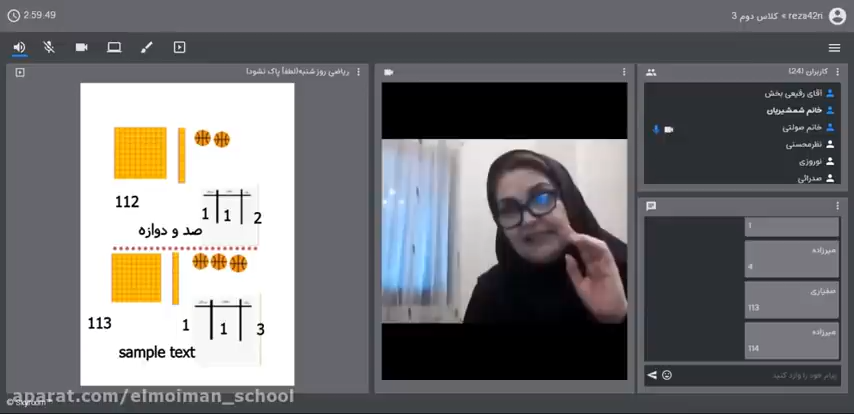 2:59:49
reza42ri » کلاس دوم 3
ریاضی روز شنبه(لطفاً پاک نشود)
112
1 1 2
صد و دوازه
113
1 1 3
sample text
کاربران (24)
آقای رفیعی بخش
خانم شمشیربان
خانم صولتی
نظرمحسنی
نوروزی
صدرائی
1
میرزاده
4
صفیاری
113
میرزاده
114
پیام خود را وارد کنید
aparat.com/elmoiman_school
© Skyroom